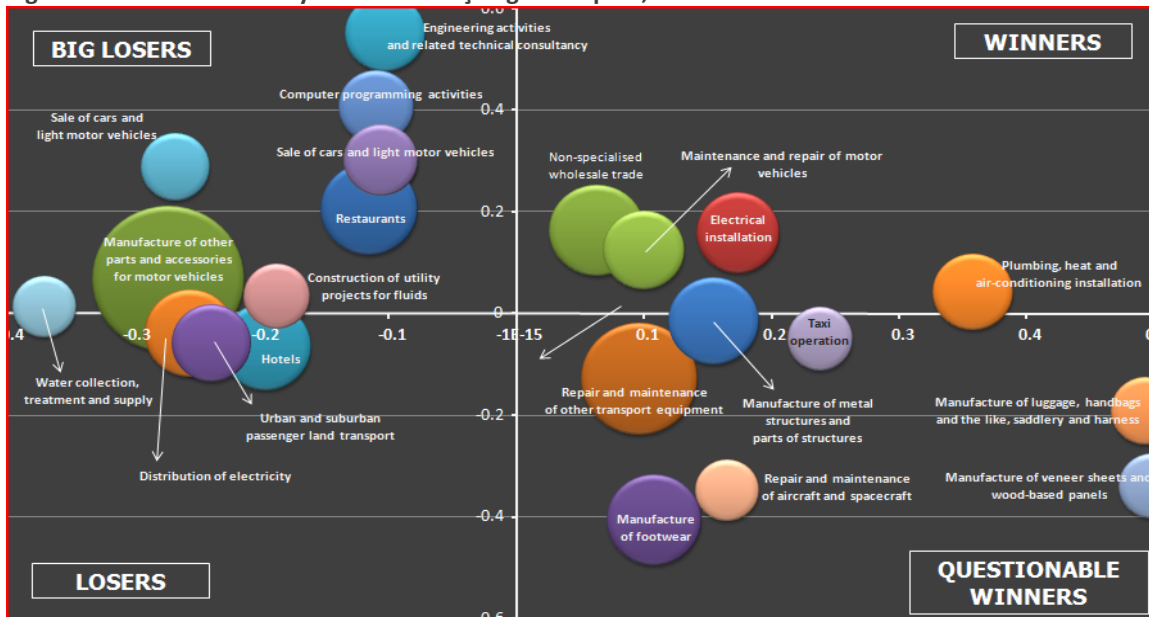 BIG LOSERS
WINNERS
0.6
Engineering activities
and related technical consultancy
Computer programming activities
0.4
Sale of cars and
light motor vehicles
Sale of cars and light motor vehicles
Non-specialised
wholesale trade
Maintenance and repair of motor
vehicles
0.2
Restaurants
Electrical
installation
Manufacture of other
parts and accessories
for motor vehicles
Construction of utility
projects for fluids
Plumbing, heat and
air-conditioning installation
0
0.4
-0.3
-0.2
-0.1
0.1
0.2
0.3
0.4
Taxi
operation
Hotels
Water collection,
treatment and supply
Repair and maintenance
of other transport equipment
Manufacture of metal
structures and
parts of structures
Manufacture of luggage, handbags
and the like, saddlery and harness
-0.2
Urban and suburban
passenger land transport
Distribution of electricity
Repair and maintenance
of aircraft and spacecraft
Manufacture of veneer sheets and
wood-based panels
-0.4
Manufacture
of footwear
LOSERS
QUESTIONABLE
WINNERS